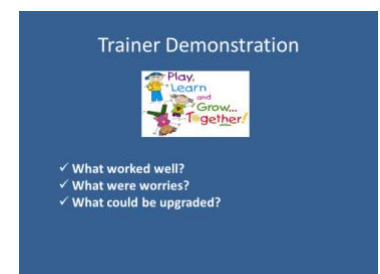 Trainer Demonstration
Play,
Learn
and
Grow...
Together!
✓ What worked well?
✓ What were worries?
✓ What could be upgraded?